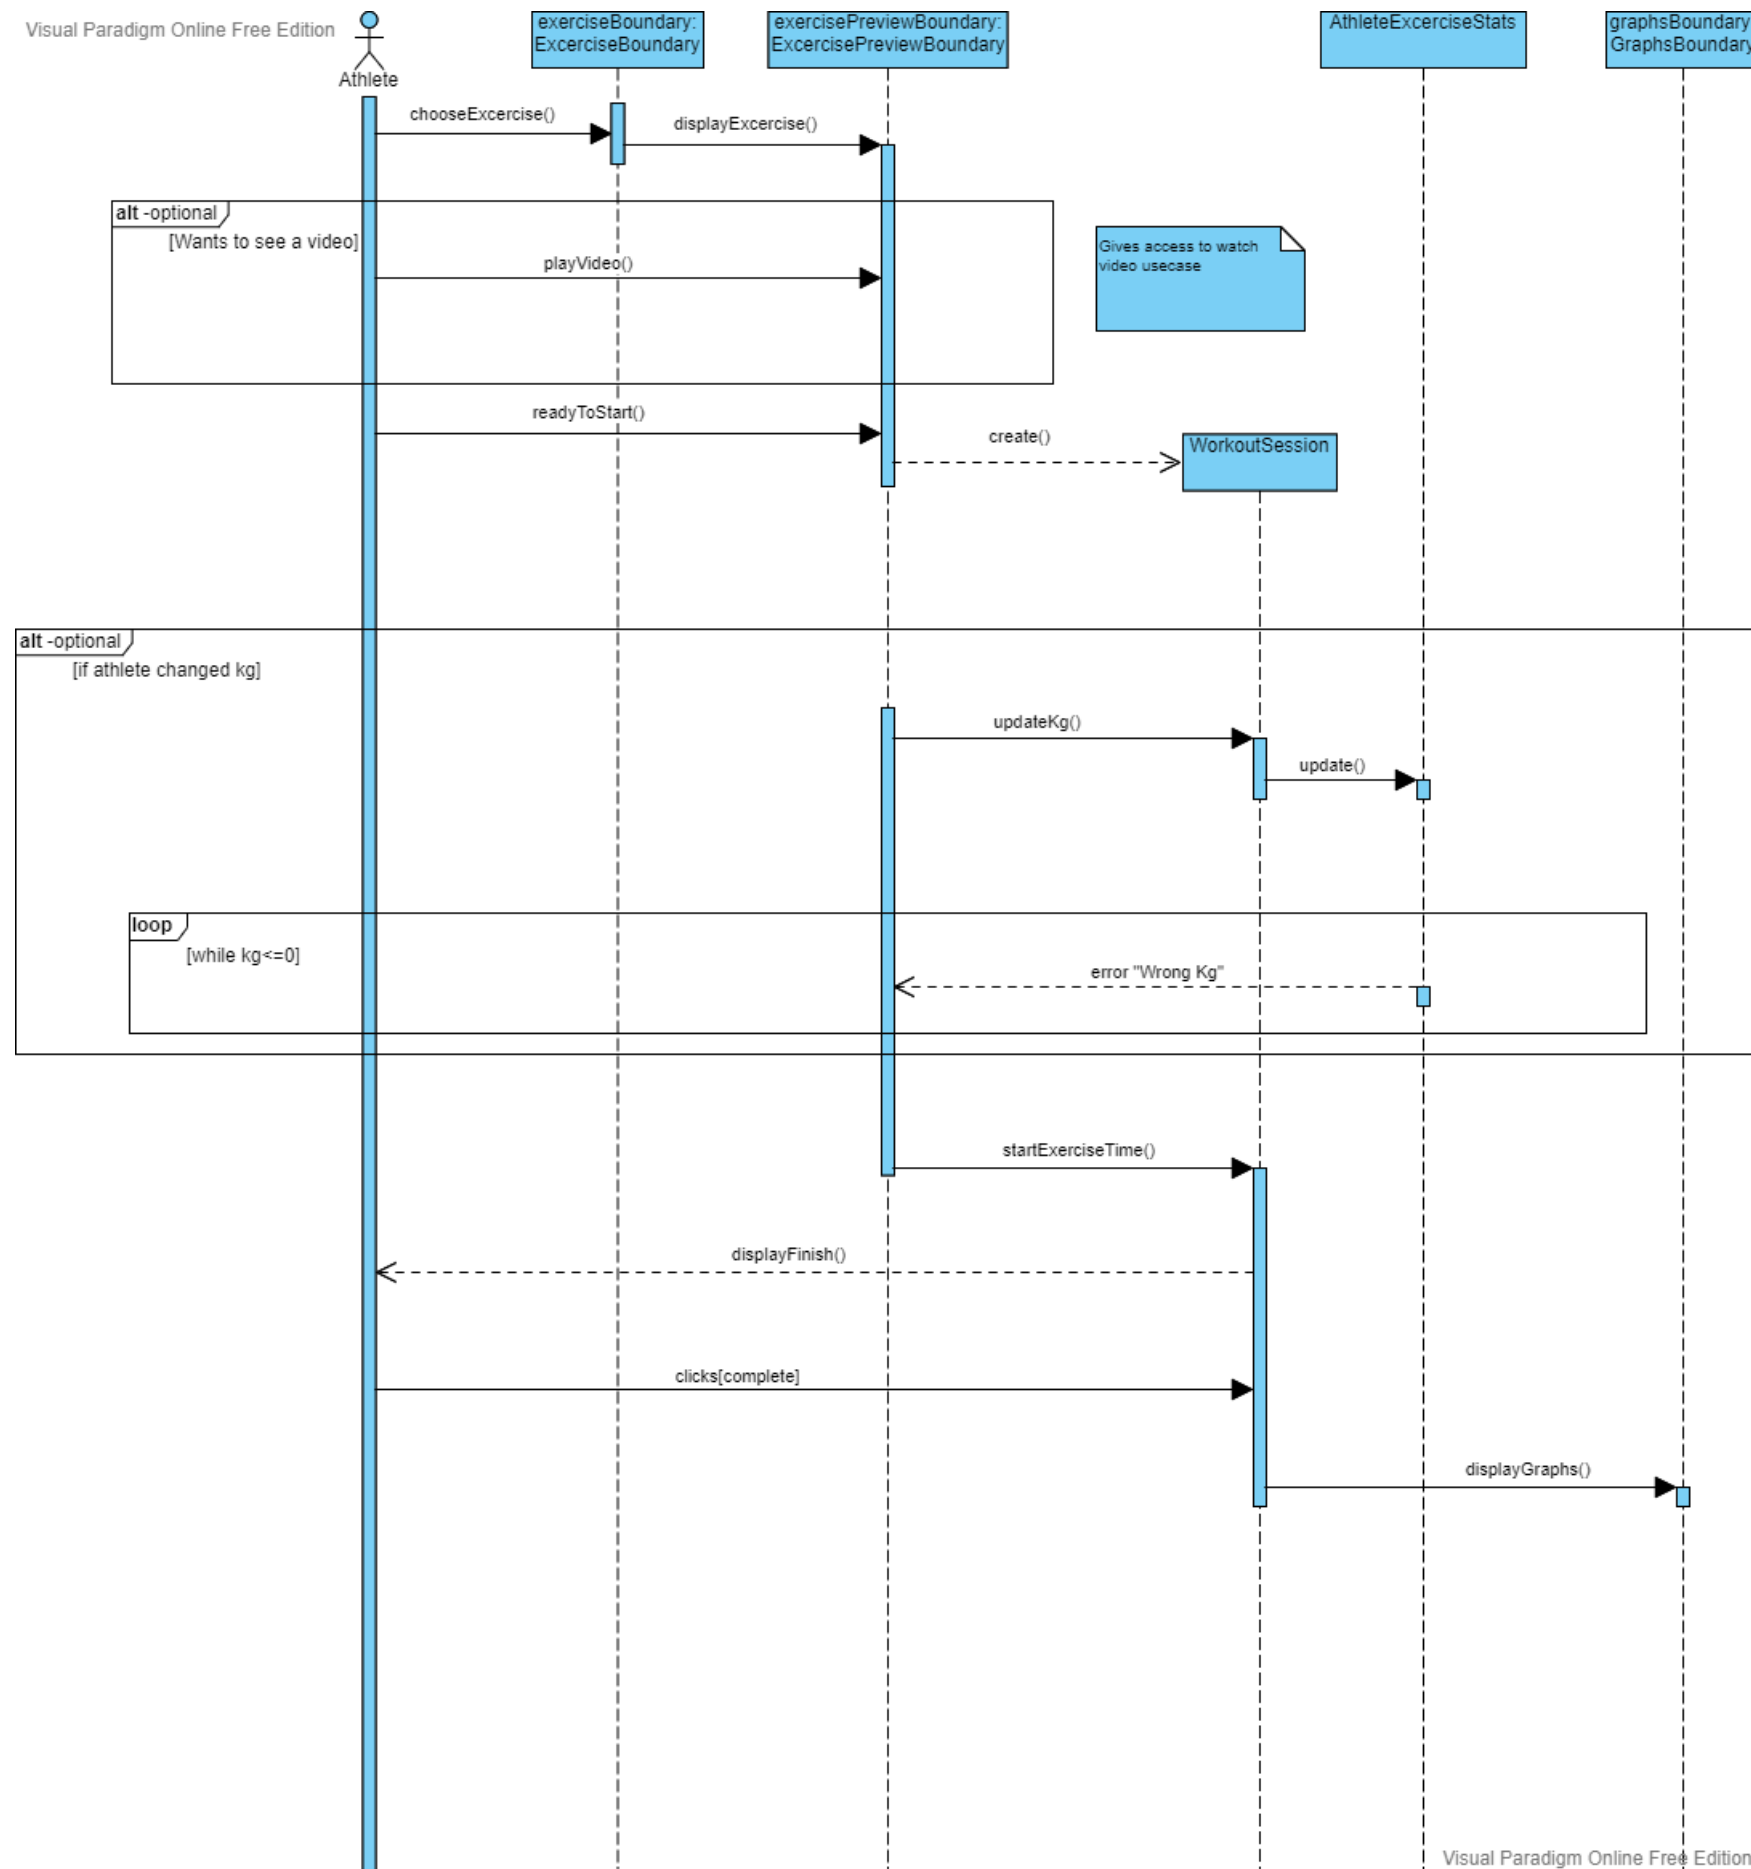 Visual Paradigm Online Free Edition
Athlete
exerciseBoundary:
ExcerciseBoundary
exercisePreviewBoundary:
ExcercisePreviewBoundary
AthleteExcerciseStats
graphsBoundary
GraphsBoundary
chooseExcercise()
displayExcercise()
alt -optional
[Wants to see a video]
playVideo()
Gives access to watch
video usecase
readyToStart()
create()
WorkoutSession
alt -optional
[if athlete changed kg]
updateKg()
update()
loop
[while kg<=0]
error "Wrong Kg"
startExerciseTime()
displayFinish()
clicks[complete]
displayGraphs()
Visual Paradigm Online Free Edition